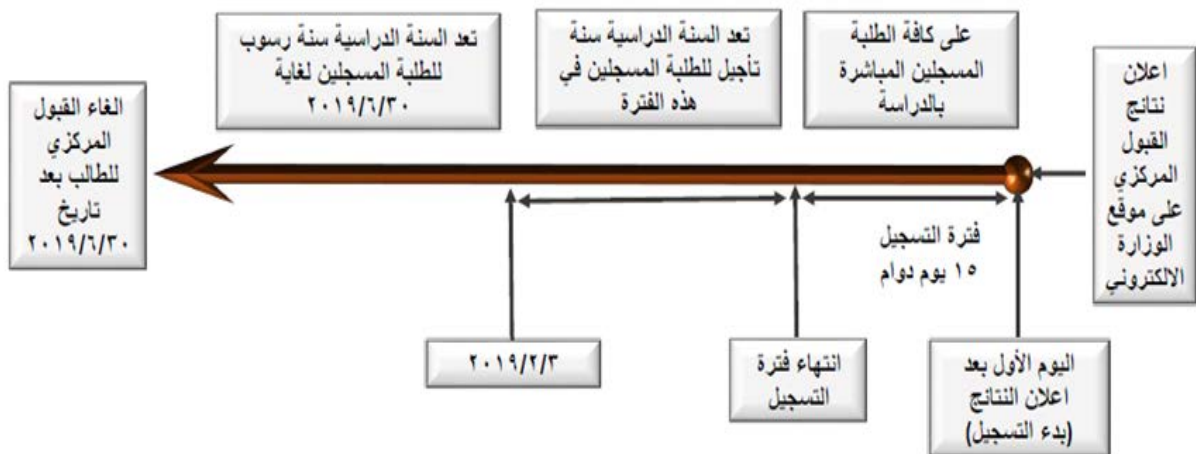 اعلان
نتائج
القبول
المركزي
على موقع
الوزارة
الالكتروني
على كافة الطلبة
المسجلين المباشرة
بالدراسة
تعد السنة الدراسية سنة
تأجيل للطلبة المسجلين في
هذه الفترة
تعد السنة الدراسية سنة رسوب
للطلبة المسجلين لغاية
٢٠١٩/٦/٣٠
الغاء القبول
المركزي
للطالب بعد
تاريخ
٢٠١٩/٦/٣٠
فترة التسجيل
١٥ يوم دوام
اليوم الأول بعد
اعلان النتائج
(بدء التسجيل)
انتهاء فترة
التسجيل
٢٠١٩/٢/٣